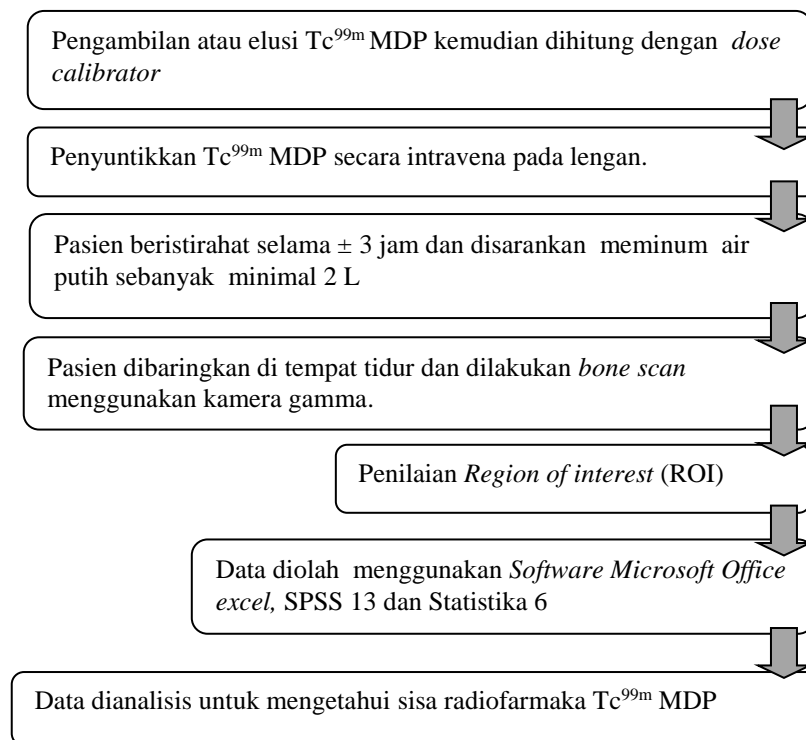 Pengambilan atau elusi Tc⁹⁹ᵐ MDP kemudian dihitung dengan dose
calibrator
Penyuntikkan Tc⁹⁹ᵐ MDP secara intravena pada lengan.
Pasien beristirahat selama ± 3 jam dan disarankan meminum air
putih sebanyak minimal 2 L
Pasien dibaringkan di tempat tidur dan dilakukan bone scan
menggunakan kamera gamma.
Penilaian Region of interest (ROI)
Data diolah menggunakan Software Microsoft Office
excel, SPSS 13 dan Statistika 6
Data dianalisis untuk mengetahui sisa radiofarmaka Tc⁹⁹ᵐ MDP